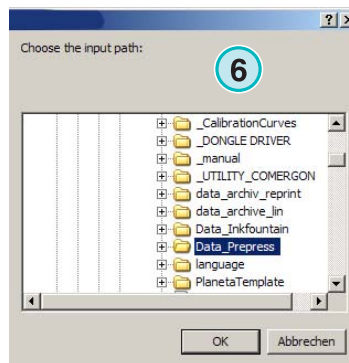 Choose the input path:
6
_CalibrationCurves
_DONGLE DRIVER
_manual
_UTILITY_COMERGON
data_archiv_reprint
data_archive_lin
Data_Inkfountain
Data_Prepress
language
PlanetaTemplate
OK
Abbrechen